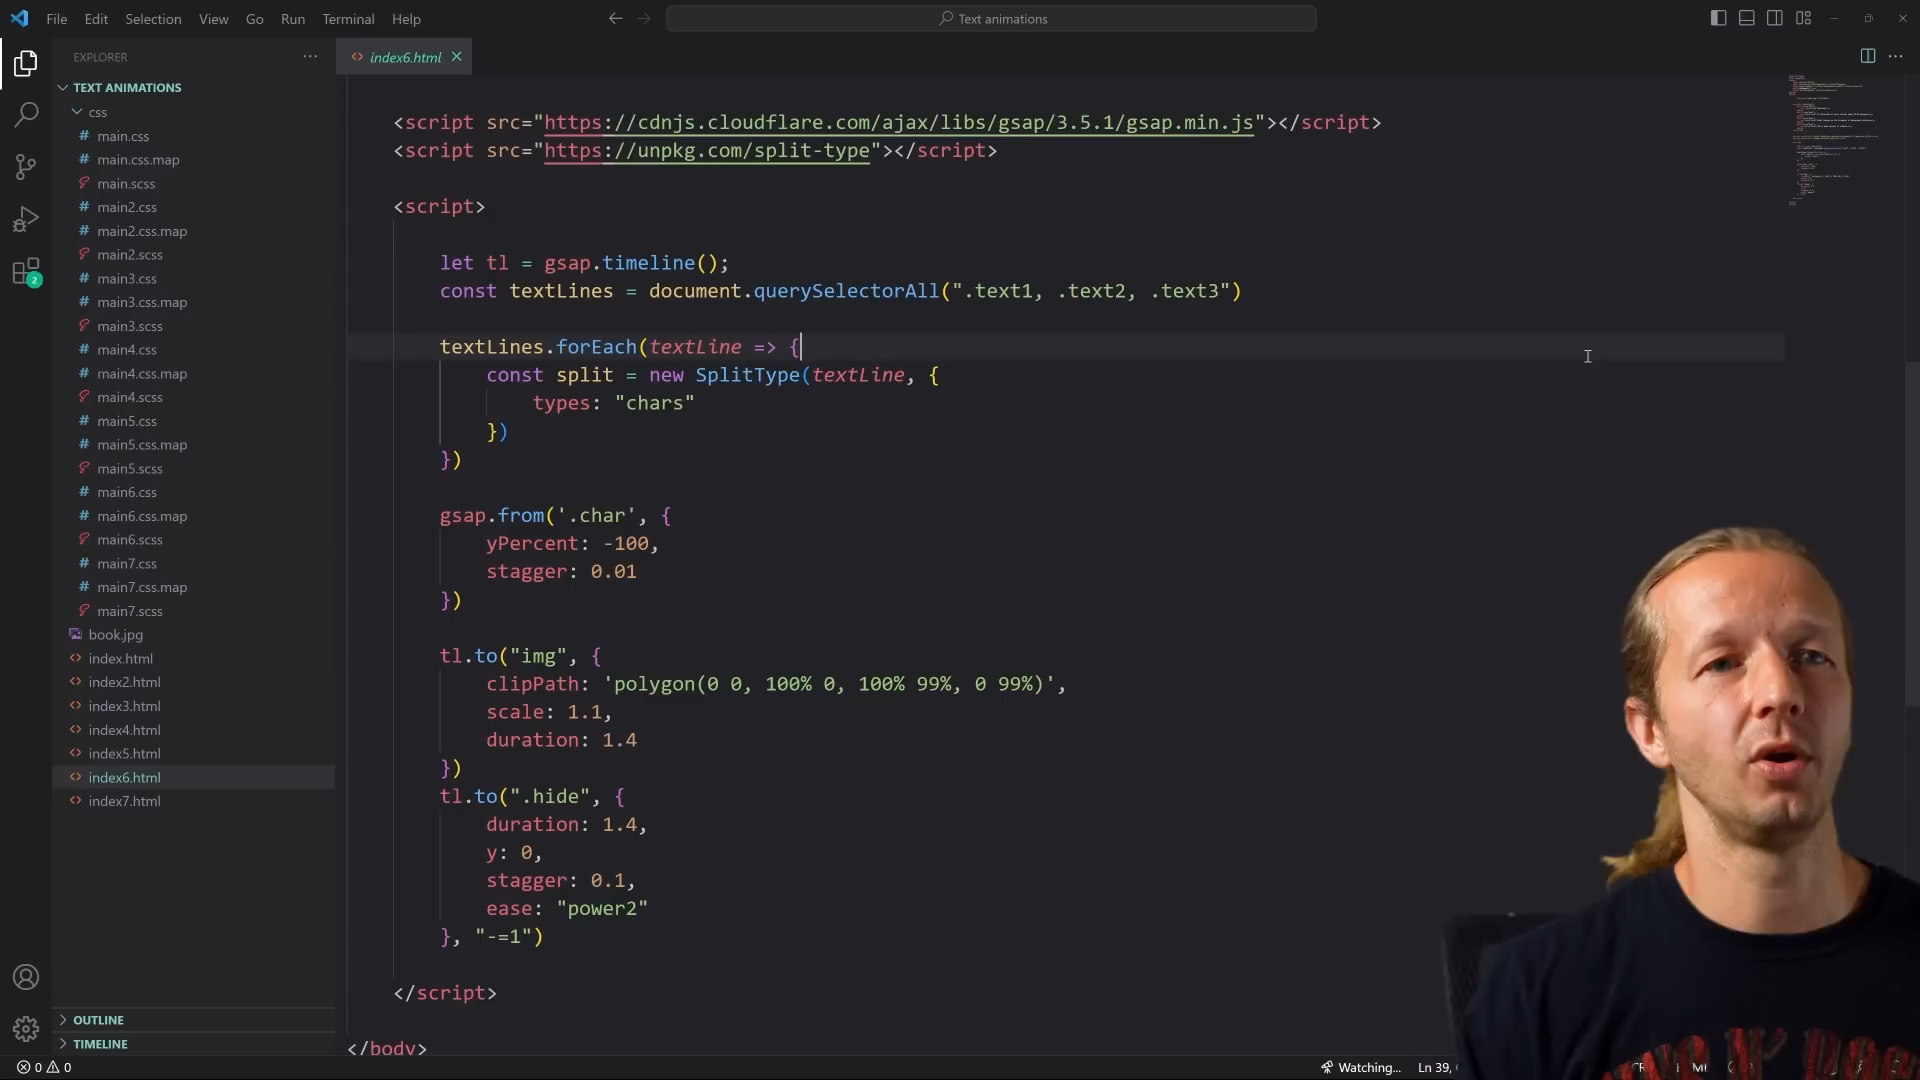 File Edit Selection View Go Run Terminal Help
Text animations
EXPLORER
index6.html
TEXT ANIMATIONS
css
main.css
main.css.map
main.scss
main2.css
main2.css.map
main2.scss
main3.css
main3.css.map
main3.scss
main4.css
main4.css.map
main4.scss
main5.css
main5.css.map
main5.scss
main6.css
main6.css.map
main6.scss
main7.css
main7.css.map
main7.scss
book.jpg
index.html
index2.html
index3.html
index4.html
index5.html
index6.html
index7.html
OUTLINE
TIMELINE
2
<script src="https://cdnjs.cloudflare.com/ajax/libs/gsap/3.5.1/gsap.min.js"></script>
<script src="https://unpkg.com/split-type"></script>
<script>
let tl = gsap.timeline();
const textLines = document.querySelectorAll(".text1, .text2, .text3")
textLines.forEach(textLine => {
const split = new SplitType(textLine, {
types: "chars"
})
})
gsap.from('.char', {
yPercent: -100,
stagger: 0.01
})
tl.to("img", {
clipPath: 'polygon(0 0, 100% 0, 100% 99%, 0 99%)',
scale: 1.1,
duration: 1.4
})
tl.to(".hide", {
duration: 1.4,
y: 0,
stagger: 0.1,
ease: "power2"
}, "-=1")
</script>
</body>
0 0
Watching...
Ln 39,